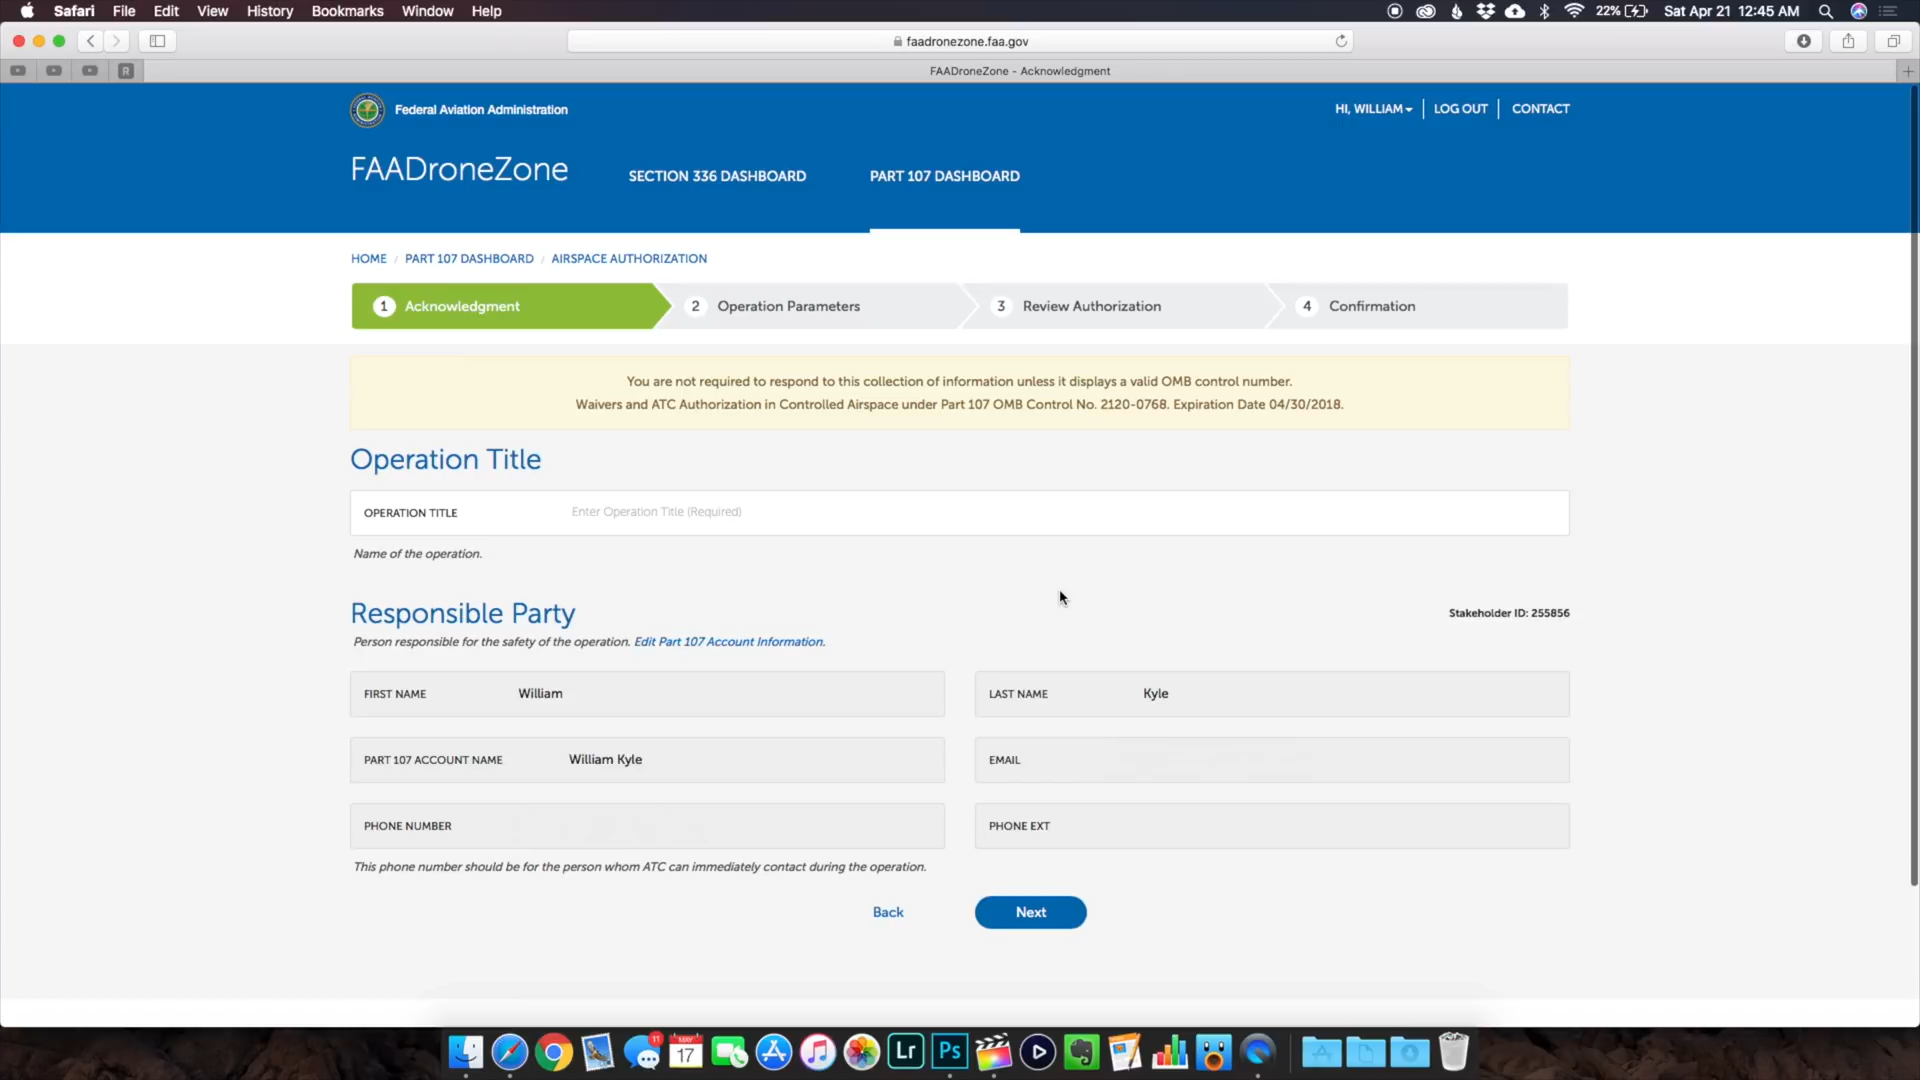 Safari File Edit View History Bookmarks Window Help 22% Sat Apr 21 12:45 AM
faadronezone.faa.gov
R FAADroneZone - Acknowledgment
Federal Aviation Administration
HI, WILLIAM LOG OUT CONTACT
FAADroneZone SECTION 336 DASHBOARD PART 107 DASHBOARD
HOME / PART 107 DASHBOARD / AIRSPACE AUTHORIZATION
1 Acknowledgment 2 Operation Parameters 3 Review Authorization 4 Confirmation
You are not required to respond to this collection of information unless it displays a valid OMB control number.
Waivers and ATC Authorization in Controlled Airspace under Part 107 OMB Control No. 2120-0768. Expiration Date 04/30/2018.
Operation Title
OPERATION TITLE Enter Operation Title (Required)
Name of the operation.
Responsible Party
Stakeholder ID: 255856
Person responsible for the safety of the operation. Edit Part 107 Account Information.
FIRST NAME William LAST NAME Kyle
PART 107 ACCOUNT NAME William Kyle EMAIL
PHONE NUMBER PHONE EXT
This phone number should be for the person whom ATC can immediately contact during the operation.
Back Next
11 MAY 17 Lr Ps